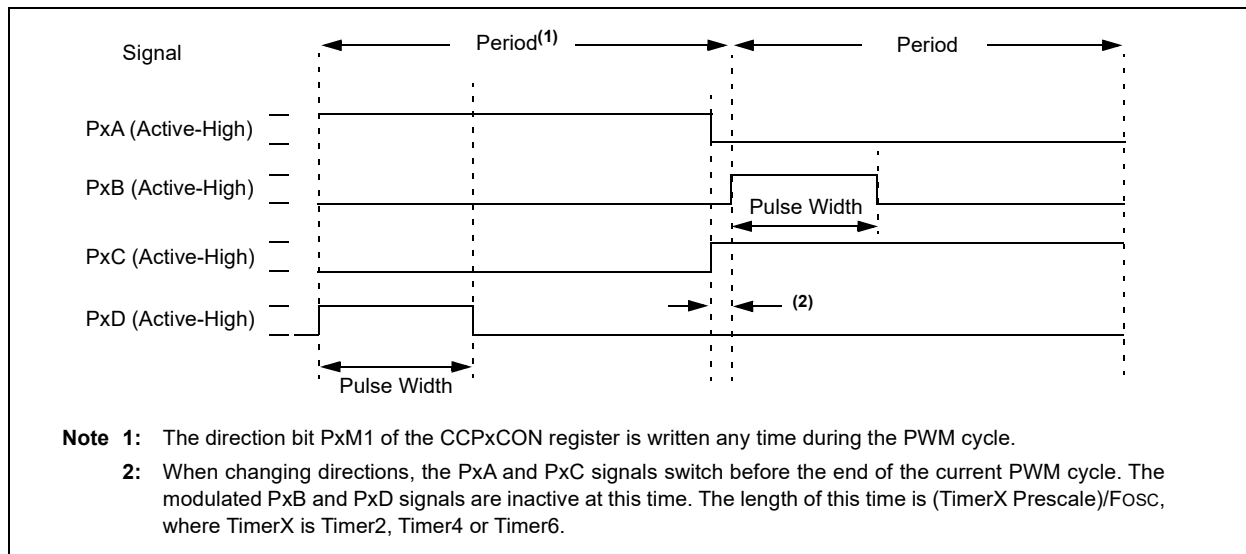 Signal
Period(1)
Period
PxA (Active-High)
PxB (Active-High)
Pulse Width
PxC (Active-High)
PxD (Active-High)
(2)
Pulse Width
Note 1: The direction bit PxM1 of the CCPxCON register is written any time during the PWM cycle.
2: When changing directions, the PxA and PxC signals switch before the end of the current PWM cycle. The
modulated PxB and PxD signals are inactive at this time. The length of this time is (TimerX Prescale)/FOSC,
where TimerX is Timer2, Timer4 or Timer6.